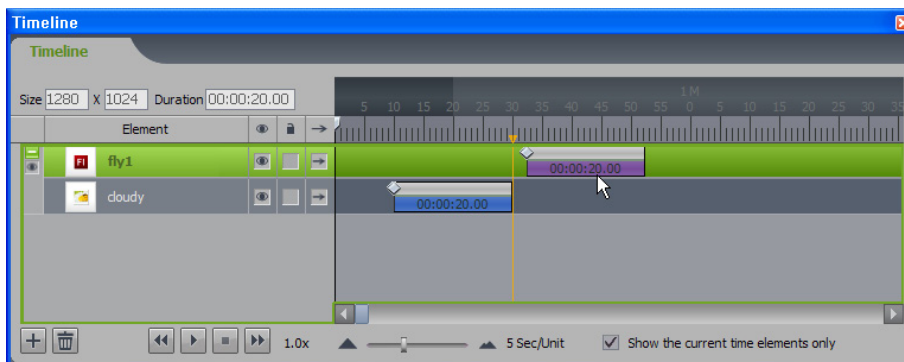 Timeline
Timeline
Size 1280 X 1024 Duration 00:00:20.00
1 M
5 10 15 20 25 30 35 40 45 50 55 0 5 10 15 20 25 30 35
Element
Fl fly1 00:00:20.00
cloudy 00:00:20.00
1.0x 5 Sec/Unit Show the current time elements only